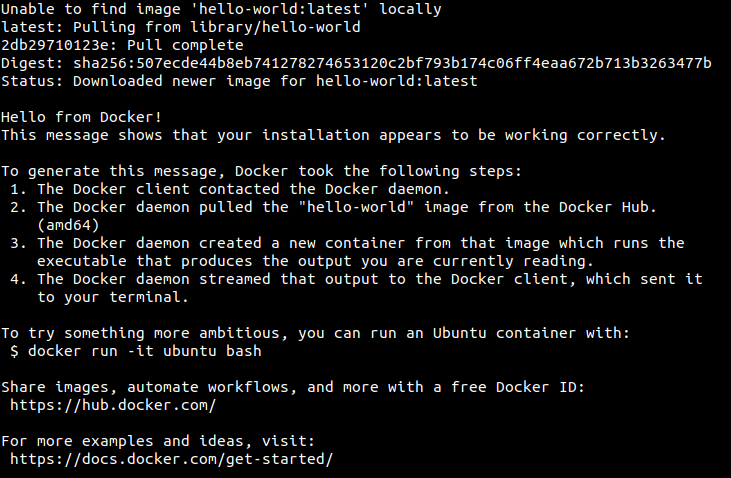 Unable to find image 'hello-world:latest' locally
latest: Pulling from library/hello-world
2db29710123e: Pull complete
Digest: sha256:507ecde44b8eb741278274653120c2bf793b174c06ff4eaa672b713b3263477b
Status: Downloaded newer image for hello-world:latest

Hello from Docker!
This message shows that your installation appears to be working correctly.

To generate this message, Docker took the following steps:
 1. The Docker client contacted the Docker daemon.
 2. The Docker daemon pulled the "hello-world" image from the Docker Hub.
    (amd64)
 3. The Docker daemon created a new container from that image which runs the
    executable that produces the output you are currently reading.
 4. The Docker daemon streamed that output to the Docker client, which sent it
    to your terminal.

To try something more ambitious, you can run an Ubuntu container with:
 $ docker run -it ubuntu bash

Share images, automate workflows, and more with a free Docker ID:
 https://hub.docker.com/

For more examples and ideas, visit:
 https://docs.docker.com/get-started/